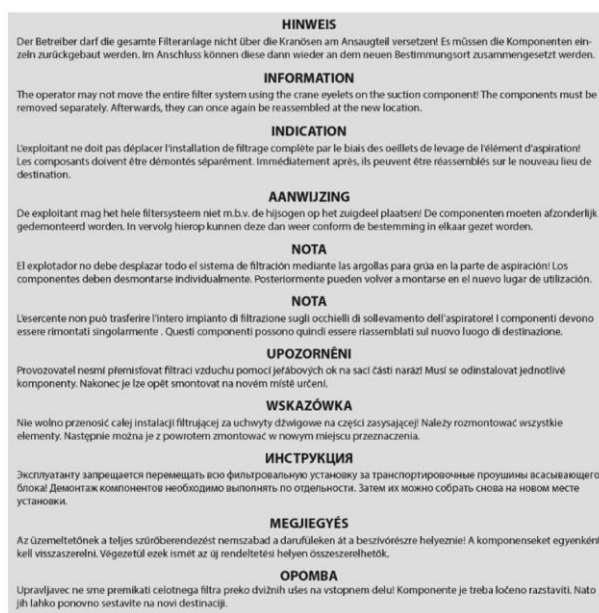 HINWEIS
Der Betreiber darf die gesamte Filteranlage nicht über die Kranösen am Ansaugteil versetzen! Es müssen die Komponenten ein-
zeln zurückgebaut werden. Im Anschluss können diese dann wieder an dem neuen Bestimmungsort zusammengesetzt werden.
INFORMATION
The operator may not move the entire filter system using the crane eyelets on the suction component! The components must be
removed separately. Afterwards, they can once again be reassembled at the new location.
INDICATION
L'exploitant ne doit pas déplacer l'installation de filtrage complète par le biais des oeillets de levage de l'élément d'aspiration!
Les composants doivent être démontés séparément. Immédiatement après, ils peuvent être réassemblés sur le nouveau lieu de
destination.
AANWIJZING
De exploitant mag het hele filtersysteem niet m.b.v. de hijsogen op het zuigdeel plaatsen! De componenten moeten afzonderlijk
gedemonteerd worden. In vervolg hierop kunnen deze dan weer conform de bestemming in elkaar gezet worden.
NOTA
El explotador no debe desplazar todo el sistema de filtración mediante las argollas para grúa en la parte de aspiración! Los
componentes deben desmontarse individualmente. Posteriormente pueden volver a montarse en el nuevo lugar de utilización.
NOTA
L'esercente non può trasferire l'intero impianto di filtrazione sugli occhielli di sollevamento dell'aspiratore! I componenti devono
essere rimontati singolarmente . Questi componenti possono quindi essere riassemblati sul nuovo luogo di destinazione.
UPOZORNĚNI
Provozovatel nesmí přemisťovat filtraci vzduchu pomocí jeřábových ok na sací části naráz! Musí se odinstalovat jednotlivé
komponenty. Nakonec je lze opět smontovat na novém místě určení.
WSKAZÓWKA
Nie wolno przenosić całej instalacji filtrującej za uchwyty dźwigowe na części zasysającej! Należy rozmontować wszystkie
elementy. Następnie można je z powrotem zmontować w nowym miejscu przeznaczenia.
ИНСТРУКЦИЯ
Эксплуатанту запрещается перемещать всю фильтровальную установку за транспортировочные проушины всасывающего
блока! Демонтаж компонентов необходимо выполнять по отдельности. Затем их можно собрать снова на новом месте
установки.
MEGJIEGYÉS
Az üzemeltetőnek a teljes szűrőberendezést nemszabad a darufüleken át a beszívórészre helyeznie! A komponenseket egyenként
kell visszaszerelni. Végezetül ezek ismét az új rendeltetési helyen összeszerelhetők.
OPOMBA
Upravljavec ne sme premikati celotnega filtra preko dvižnih ušes na vstopnem delu! Komponente je treba ločeno razstaviti. Nato
jih lahko ponovno sestavite na novi destinaciji.